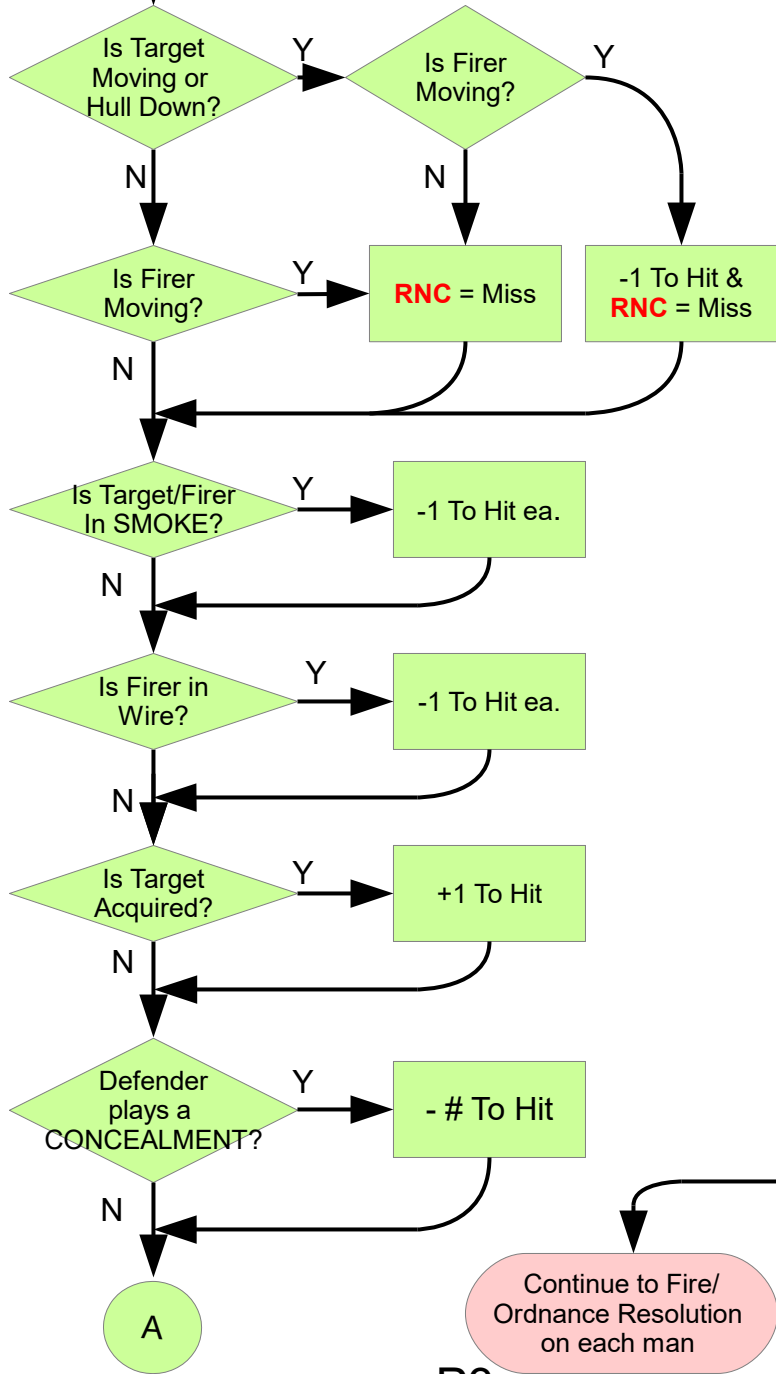 Is Target
Moving or
Hull Down?
Y
Is Firer
Moving?
Y
N
N
Is Firer
Moving?
Y
RNC = Miss
-1 To Hit &
RNC = Miss
N
Is Target/Firer
In SMOKE?
Y
-1 To Hit ea.
N
Is Firer in
Wire?
Y
-1 To Hit ea.
N
Is Target
Acquired?
Y
+1 To Hit
N
Defender
plays a
CONCEALMENT?
Y
- # To Hit
N
A
Continue to Fire/
Ordnance Resolution
on each man